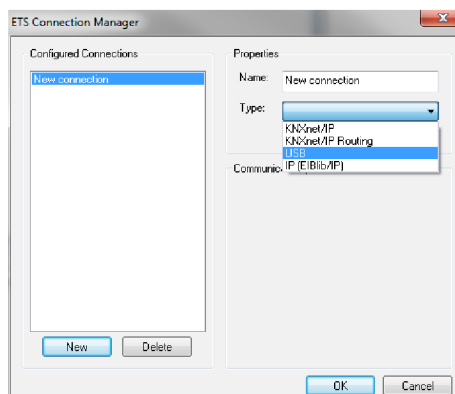 ETS Connection Manager
Configured Connections
New connection
New
Delete
Properties
Name: New connection
Type:
KNXnet/IP
KNXnet/IP Routing
USB
IP (EIBlib/IP)
OK
Cancel